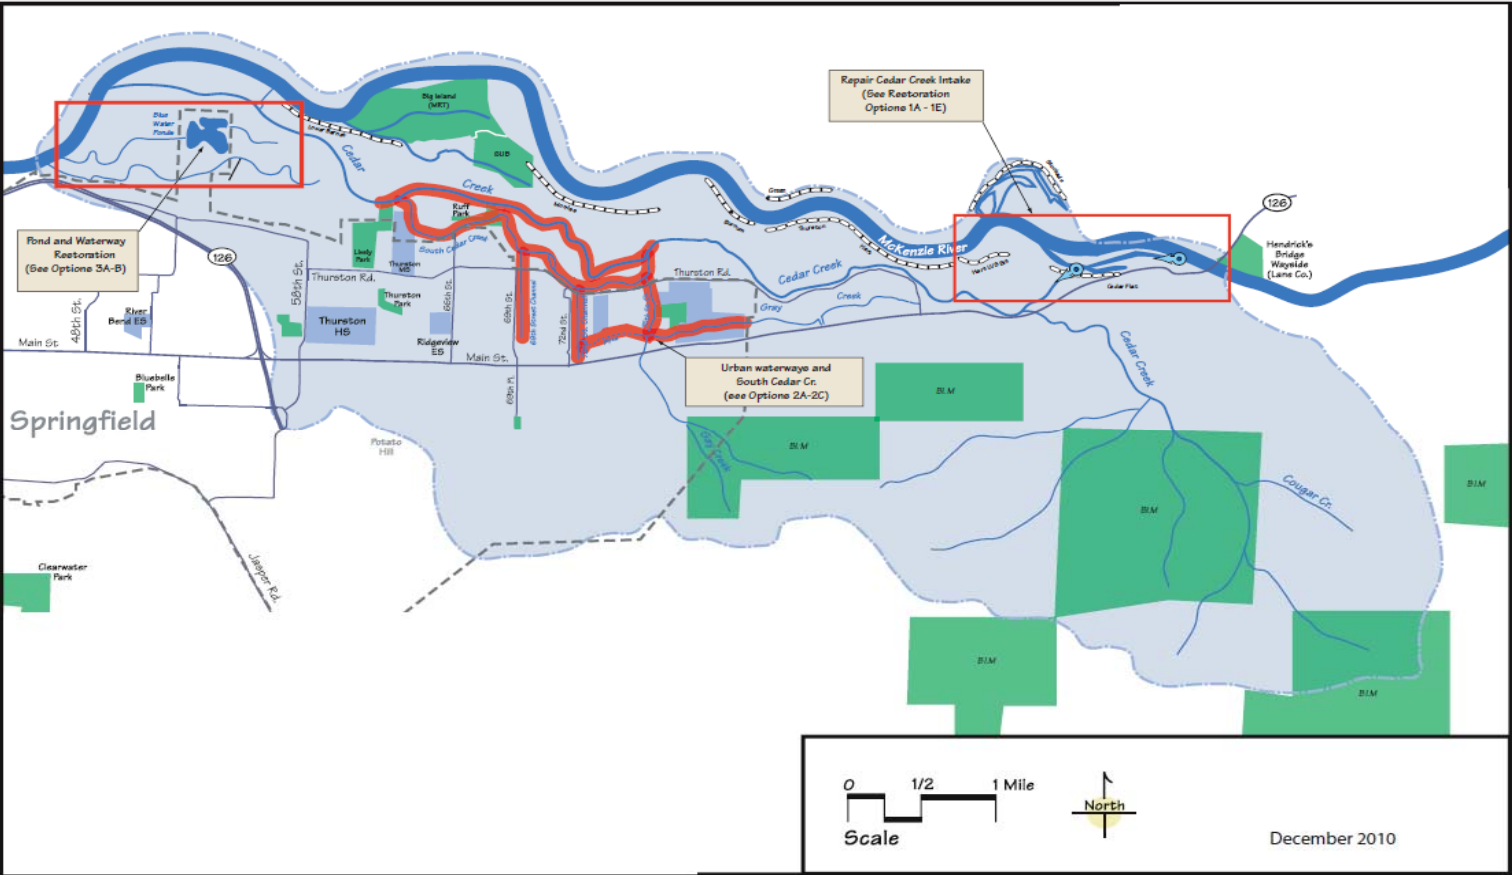 Repair Cedar Creek Intake
(See Restoration
Options 1A - 1E)
Big Island
(MRT)
Blue
Water
Ponds
Cedar
SUB
Creek
Ruff
Park
South Cedar Creek
Lively
Park
Thurston
MS
Pond and Waterway
Restoration
(See Options 3A-B)
126
126
McKenzie River
Hendrick's
Bridge
Wayside
(Lane Co.)
Cedar Flat
Cedar Creek
Thurston Rd.
Thurston Rd.
58th St.
48th St.
66th St.
69th St.
69th Street Channel
72nd St.
Thurston
Park
Gray
Creek
River
Bend ES
Thurston
HS
Ridgeview
ES
Main St
Main St.
69th Pl.
Cedar Creek
Urban waterways and
South Cedar Cr.
(see Options 2A-2C)
Bluebelle
Park
Springfield
Potato
Hill
Gray Creek
BLM
BLM
BLM
BLM
Cougar Cr.
Clearwater
Park
Jasper Rd.
BLM
BLM
0 1/2 1 Mile
Scale
North
December 2010